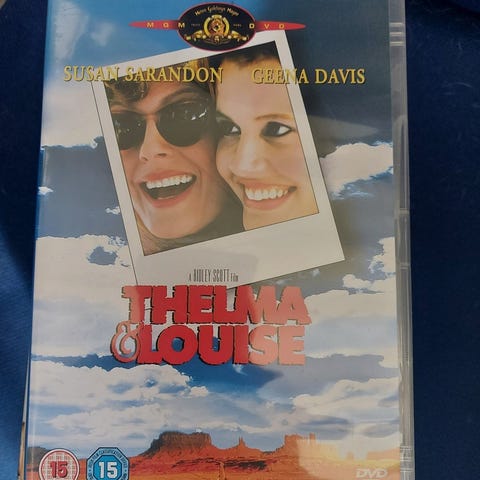 MGM DVD
SUSAN SARANDON GEENA DAVIS
A RIDLEY SCOTT Film
THELMA
& LOUISE
15 15
DVD